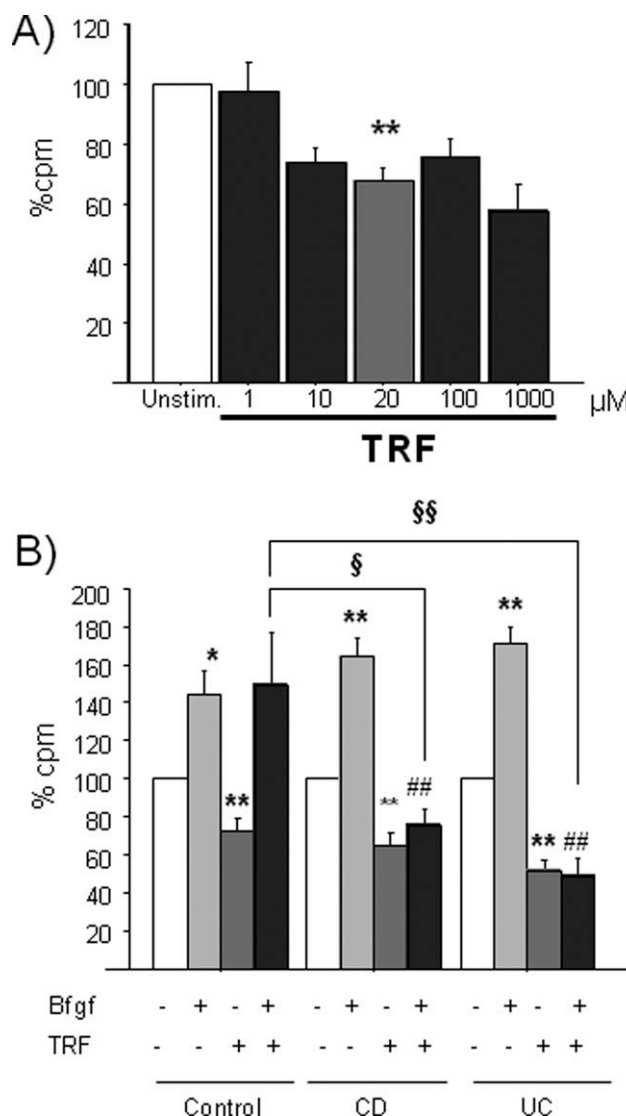 A)
120
100
80
60
40
20
%cpm
**
Unstim. 1 10 20 100 1000 µM
TRF
B)
§§
§
200
180
160
140
120
100
80
60
40
20
% cpm
* ** **
** ** ## ** ##
Bfgf - + - + - + - + - + - +
TRF - - + + - - + + - - + +
Control CD UC